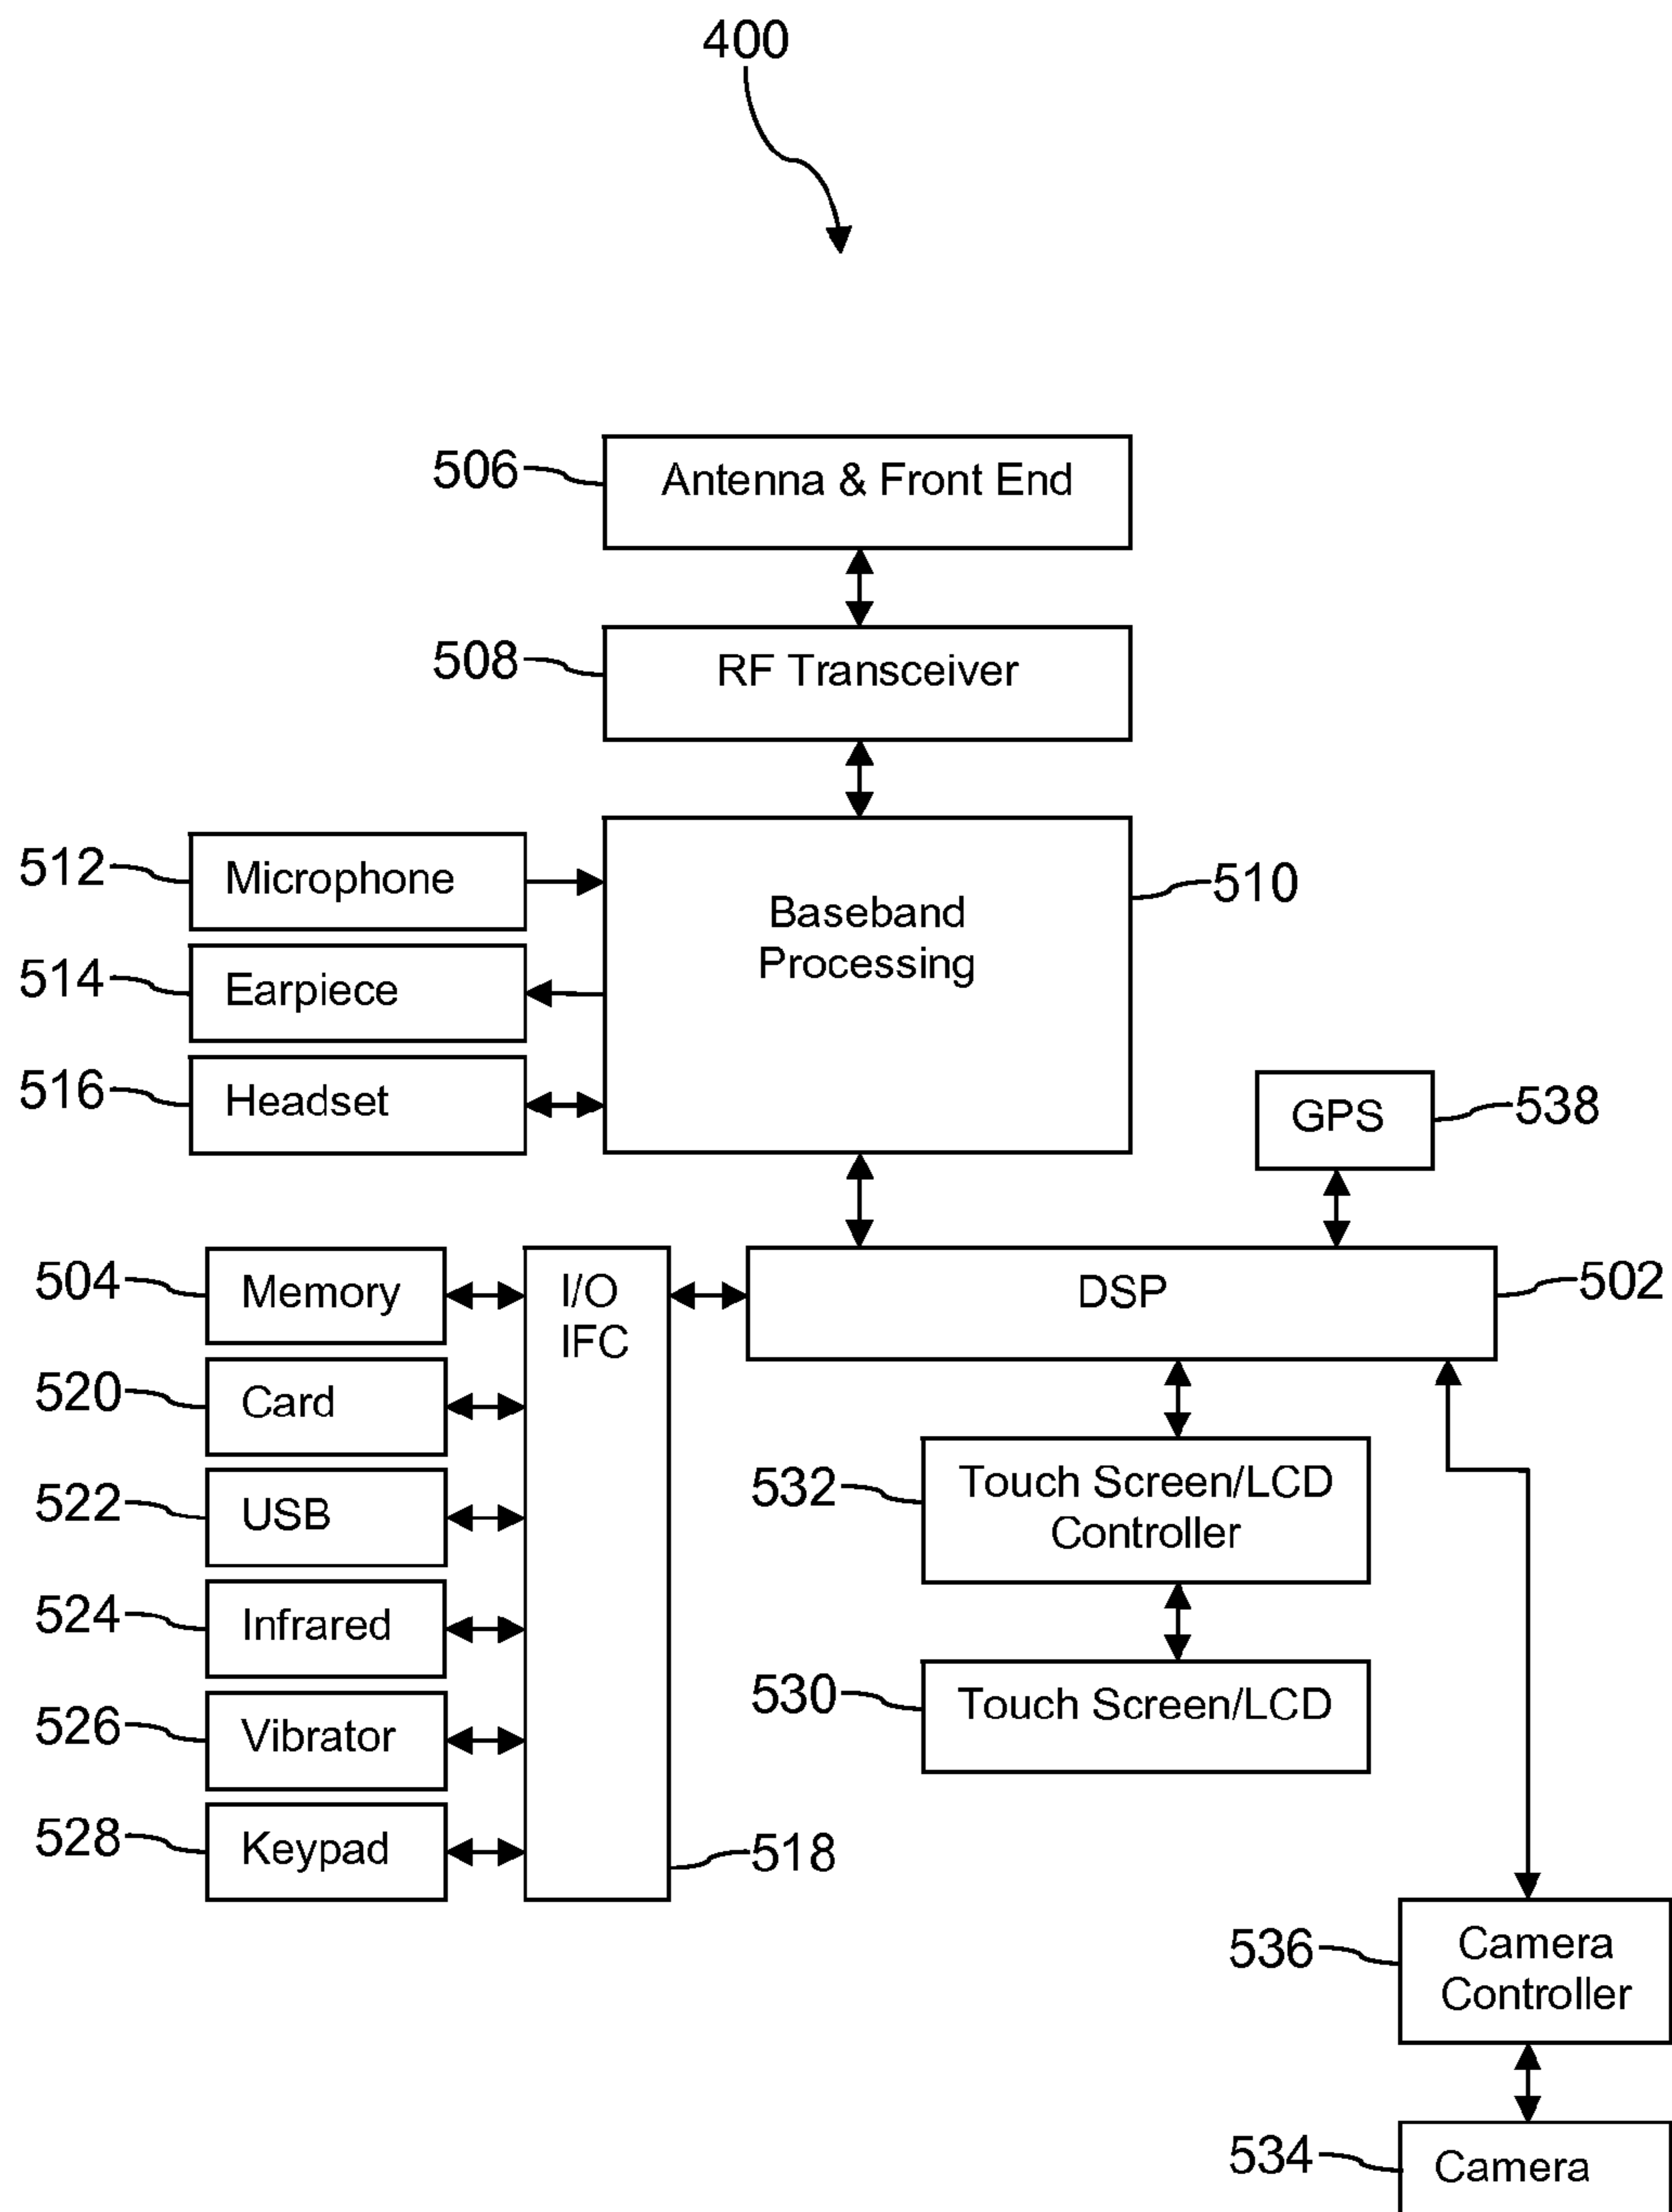 400
506
Antenna & Front End
508
RF Transceiver
512
Microphone
Baseband
Processing
510
514
Earpiece
516
Headset
GPS
538
504
Memory
I/O
IFC
DSP
502
520
Card
522
USB
532
Touch Screen/LCD
Controller
524
Infrared
530
Touch Screen/LCD
526
Vibrator
528
Keypad
518
536
Camera
Controller
534
Camera